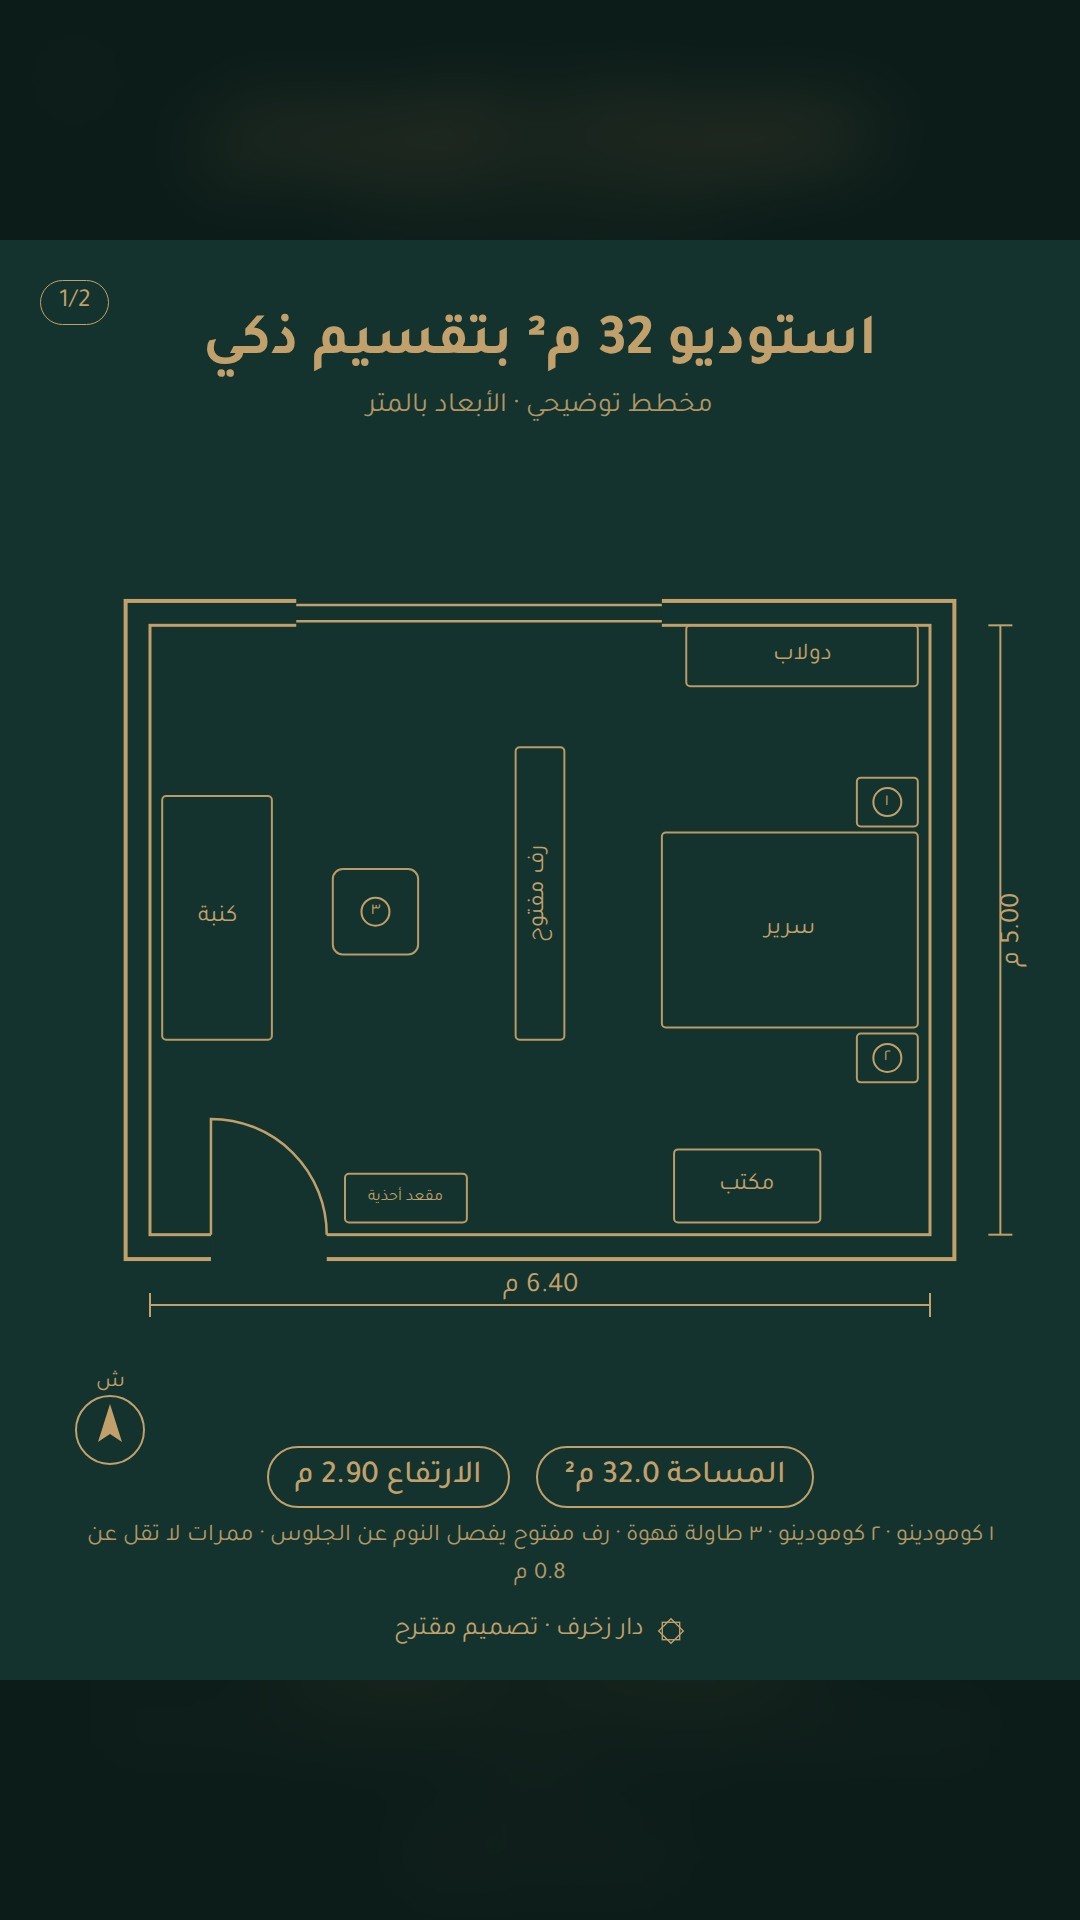 1/2
استوديو 32 م² بتقسيم ذكي
مخطط توضيحي · الأبعاد بالمتر
دولاب
١
رف مفتوح
كنبة
٣
سرير
5.00 م
٢
مكتب
مقعد أحذية
6.40 م
ش
المساحة 32.0 م²
الارتفاع 2.90 م
١ كومودينو · ٢ كومودينو · ٣ طاولة قهوة · رف مفتوح يفصل النوم عن الجلوس · ممرات لا تقل عن
0.8 م
دار زخرف · تصميم مقترح